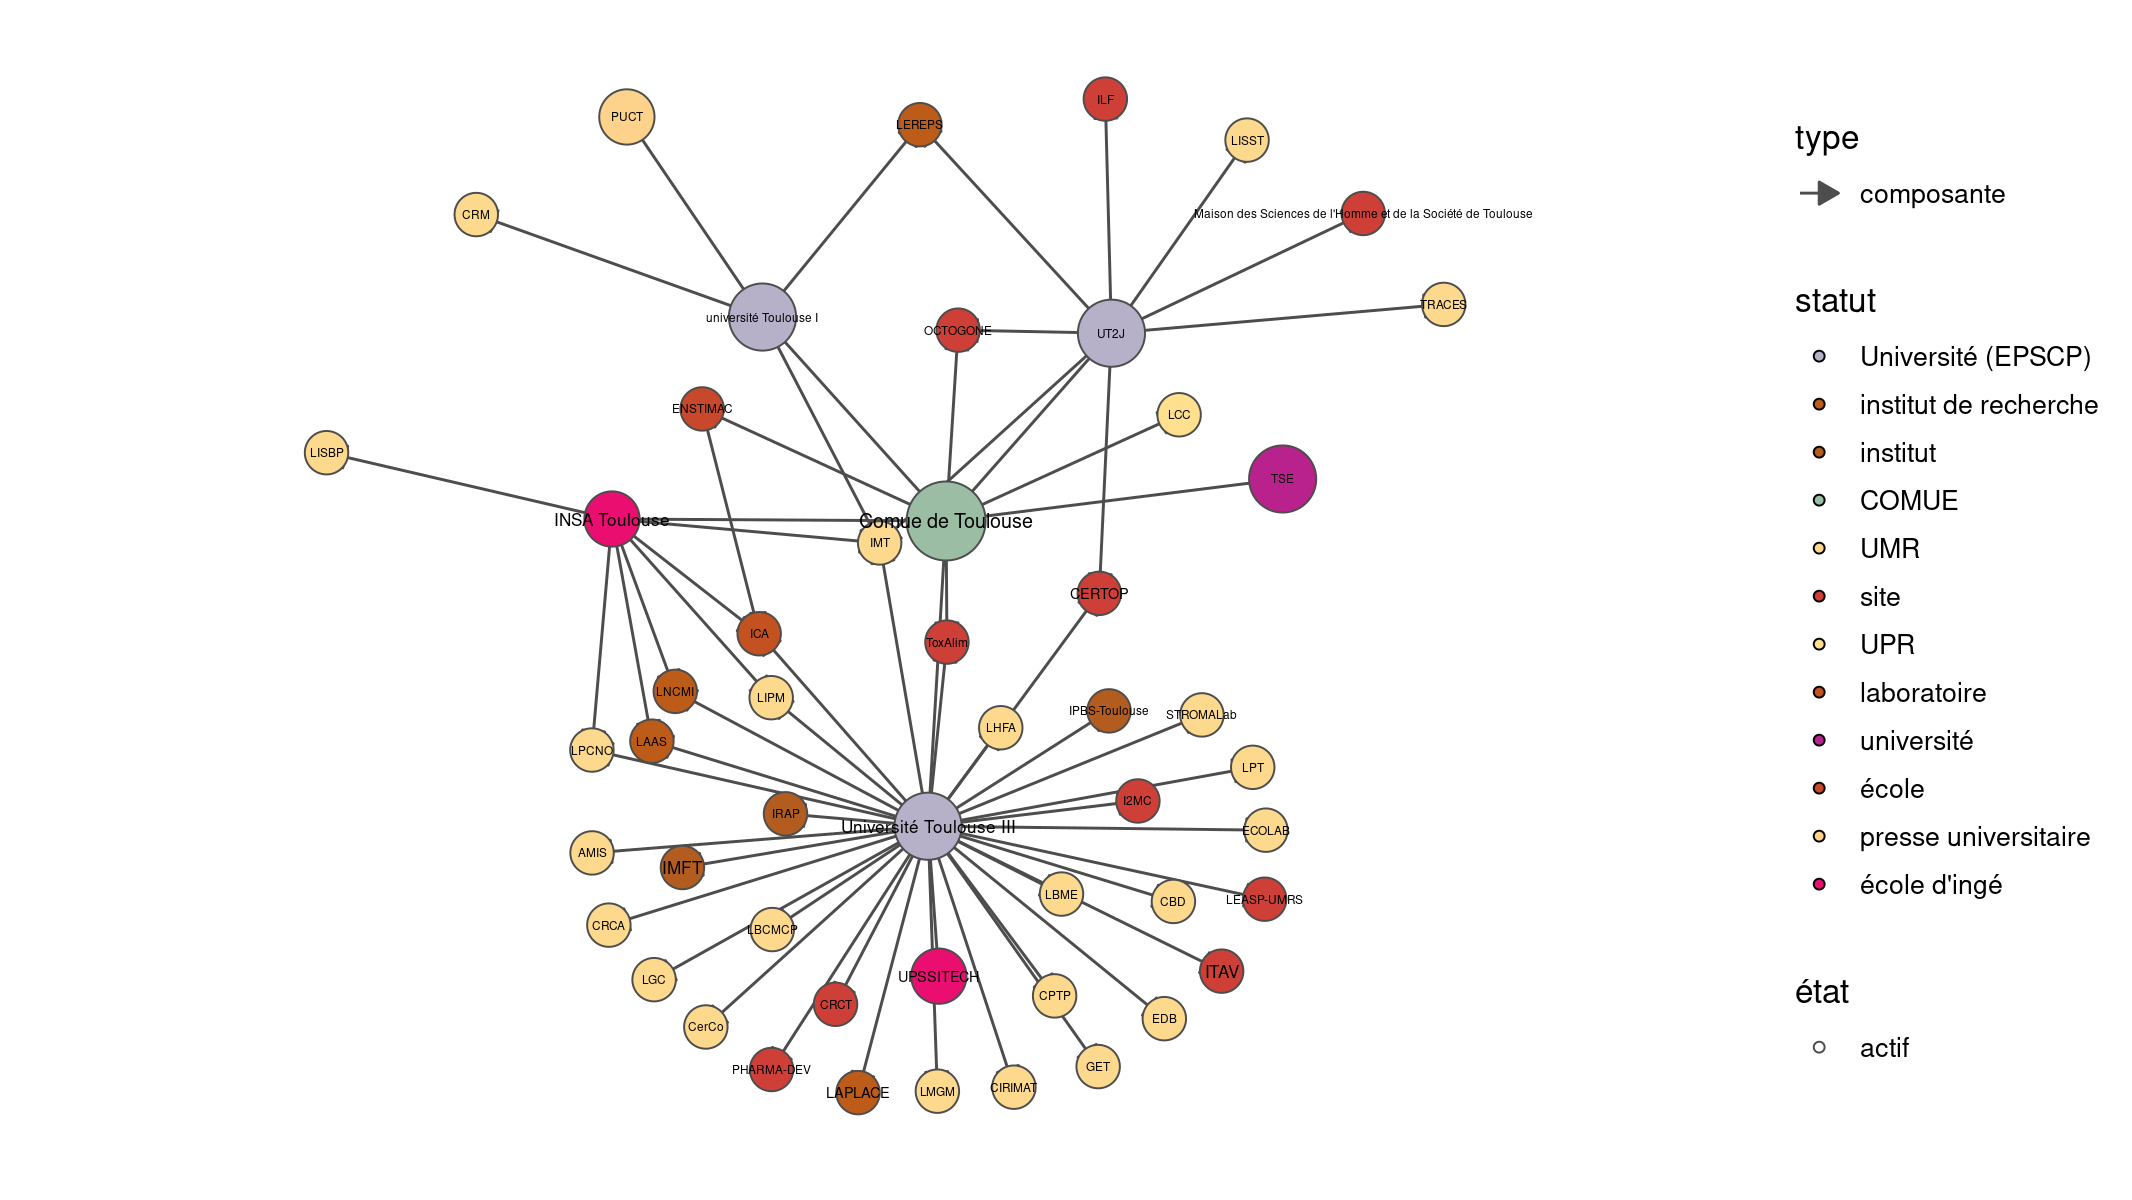 PUCT
LEREPS
ILF
LISST
CRM
Maison des Sciences de l'Homme et de la Société de Toulouse
TRACES
université Toulouse I
OCTOGONE
UT2J
ENSTIMAC
LCC
LISBP
TSE
INSA Toulouse
Comue de Toulouse
IMT
CERTOP
ICA
ToxAlim
LNCMI
LIPM
LHFA
IPBS-Toulouse
STROMALab
LPCNO
LAAS
LPT
I2MC
IRAP
Université Toulouse III
ECOLAB
AMIS
IMFT
LBME
CBD
LEASP-UMRS
CRCA
LBCMCP
ITAV
LGC
UPSSITECH
CPTP
CRCT
EDB
CerCo
PHARMA-DEV
GET
LAPLACE
LMGM
CIRIMAT
type
composante
statut
Université (EPSCP)
institut de recherche
institut
COMUE
UMR
site
UPR
laboratoire
université
école
presse universitaire
école d'ingé
état
actif